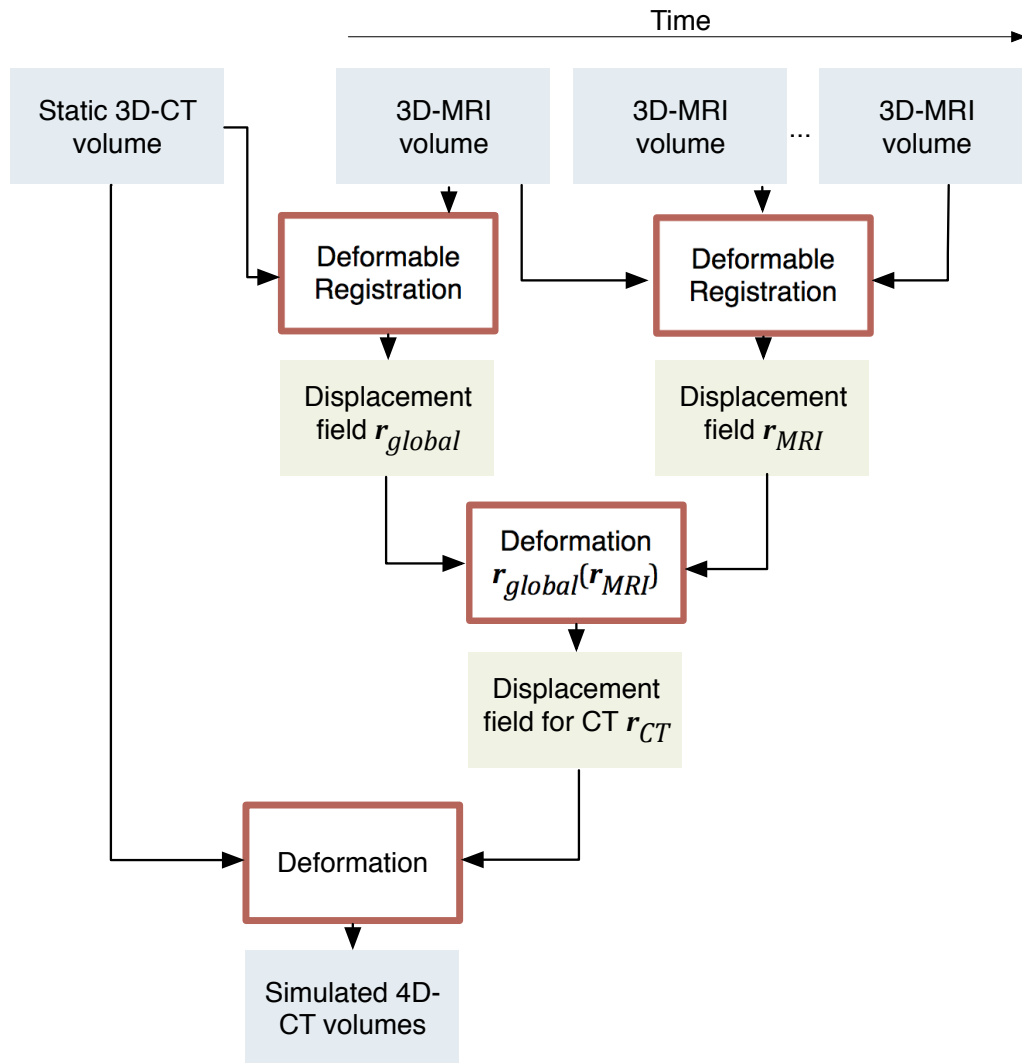 Time
Static 3D-CT
volume
3D-MRI
volume
3D-MRI
volume
...
3D-MRI
volume
Deformable
Registration
Deformable
Registration
Displacement
field r_global
Displacement
field r_MRI
Deformation
r_global(r_MRI)
Displacement
field for CT r_CT
Deformation
Simulated 4D-
CT volumes